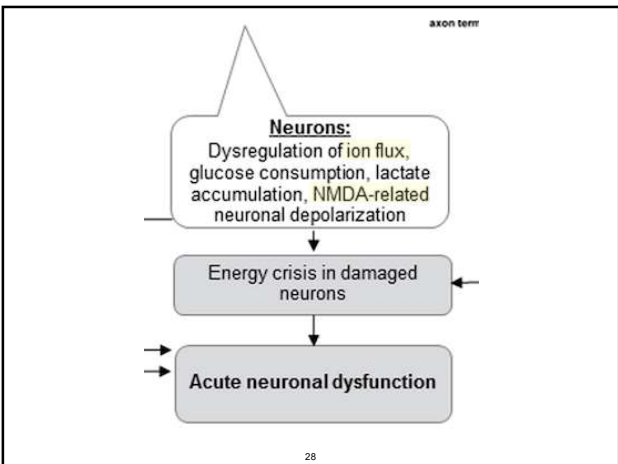 axon term
Neurons:
Dysregulation of ion flux,
glucose consumption, lactate
accumulation, NMDA-related
neuronal depolarization
Energy crisis in damaged
neurons
Acute neuronal dysfunction
28